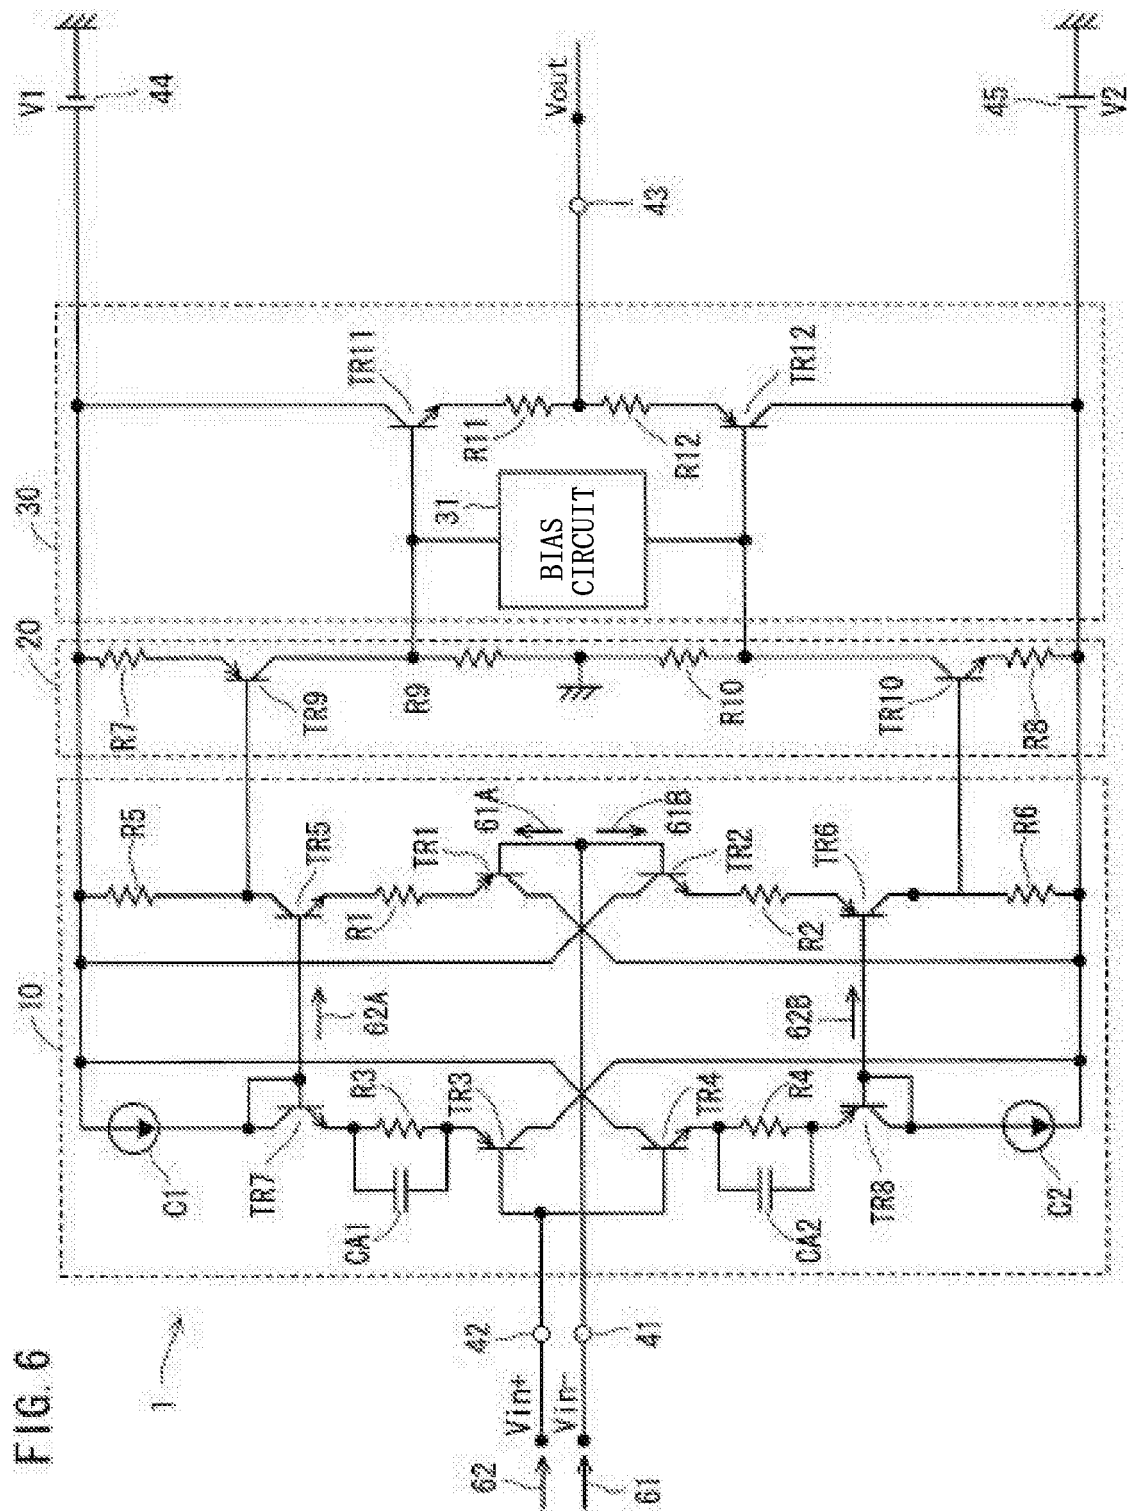 FIG. 6
1
10
20
30
C1
R5
R7
V1
44
TR7
TR5
TR9
TR11
CA1
R3
62A
R1
TR1
R9
R11
31
BIAS
CIRCUIT
TR3
61A
62
Vin+
42
Vout
43
61
Vin-
41
61B
TR4
TR2
R10
R12
CA2
R4
62B
R2
TR8
TR6
TR10
TR12
C2
R6
R8
45
V2